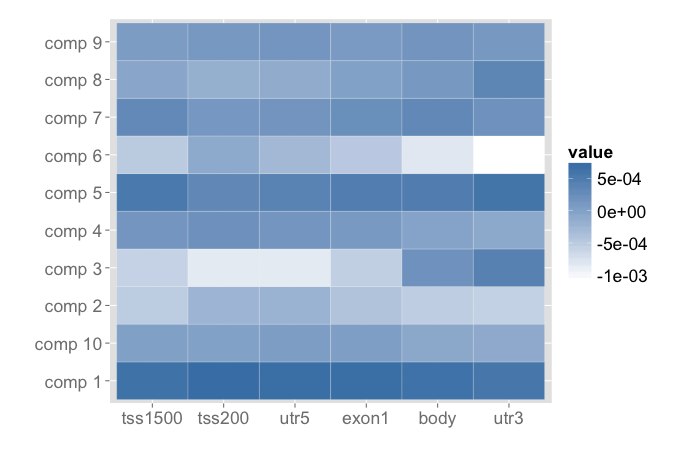 comp 9
comp 8
comp 7
comp 6
comp 5
comp 4
comp 3
comp 2
comp 10
comp 1
tss1500 tss200 utr5 exon1 body utr3
value
5e-04
0e+00
-5e-04
-1e-03